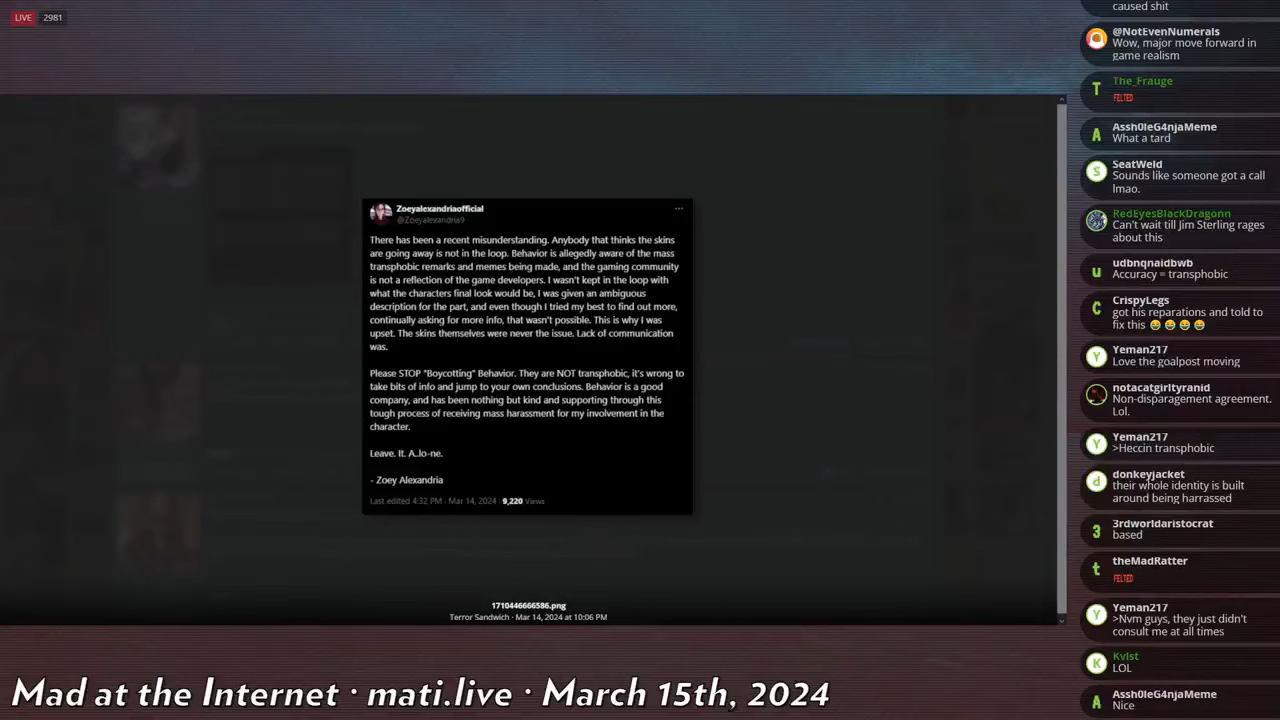 LIVE 2981
Zoeyalexandriaofficial
@Zoeyalexandria9
There has been a recent misunderstanding. Anybody that thinks the skins
are going away is not in the loop. Behavior is allegedly aware of the mass
transphobic remarks and memes being made, and the gaming community
is not a reflection of the game developers. I wasn't kept in the loop with
what the characters final look would be, I was given an ambiguous
description for the part, and even though I tried my best to find out more,
continually asking for more info, that wasn't possible. This is why I was
upset. The skins themselves were never the issue. Lack of communication
was.
Please STOP "Boycotting" Behavior. They are NOT transphobic, it's wrong to
take bits of info and jump to your own conclusions. Behavior is a good
company, and has been nothing but kind and supporting through this
tough process of receiving mass harassment for my involvement in the
character.
Leave. It. A..lo-ne.
- Zoey Alexandria
Last edited 4:32 PM · Mar 14, 2024 · 9,220 Views
1710446666586.png
Terror Sandwich · Mar 14, 2024 at 10:06 PM
Mad at the Internet · mati.live · March 15th, 2024
caused shit
@NotEvenNumerals
Wow, major move forward in
game realism
T
The_Frauge
FELTED
A
Assh0leG4njaMeme
What a tard
S
SeatWeld
Sounds like someone got a call
lmao.
RedEyesBlackDragonn
Can't wait till Jim Sterling rages
about this
u
udbnqnaidbwb
Accuracy = transphobic
C
CrispyLegs
got his reparations and told to
fix this 😂 😂 😂 😂
Y
Yeman217
Love the goalpost moving
notacatgirltyranid
Non-disparagement agreement.
Lol.
Y
Yeman217
>Heccin transphobic
d
donkeyjacket
their whole identity is built
around being harrassed
3
3rdworldaristocrat
based
t
theMadRatter
FELTED
Y
Yeman217
>Nvm guys, they just didn't
consult me at all times
K
Kvlst
LOL
A
Assh0leG4njaMeme
Nice